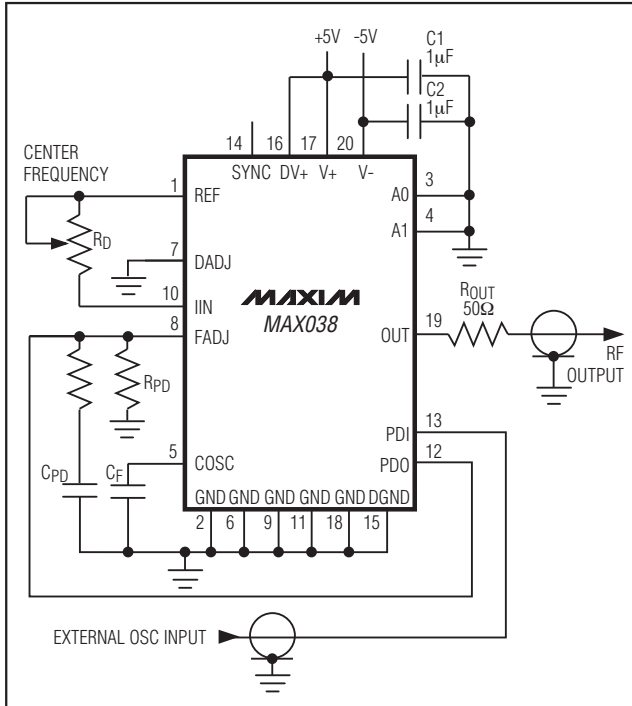 +5V -5V
C1
1μF
C2
1μF
14 16 17 20
SYNC DV+ V+ V-
CENTER
FREQUENCY
1 REF
RD
7 DADJ
10 IIN
8 FADJ
RPD
5 COSC
CPD CF
MAXIM
MAX038
A0 3
A1 4
ROUT
50Ω
OUT 19
RF
OUTPUT
PDI 13
PDO 12
GND GND GND GND GND DGND
2 6 9 11 18 15
EXTERNAL OSC INPUT